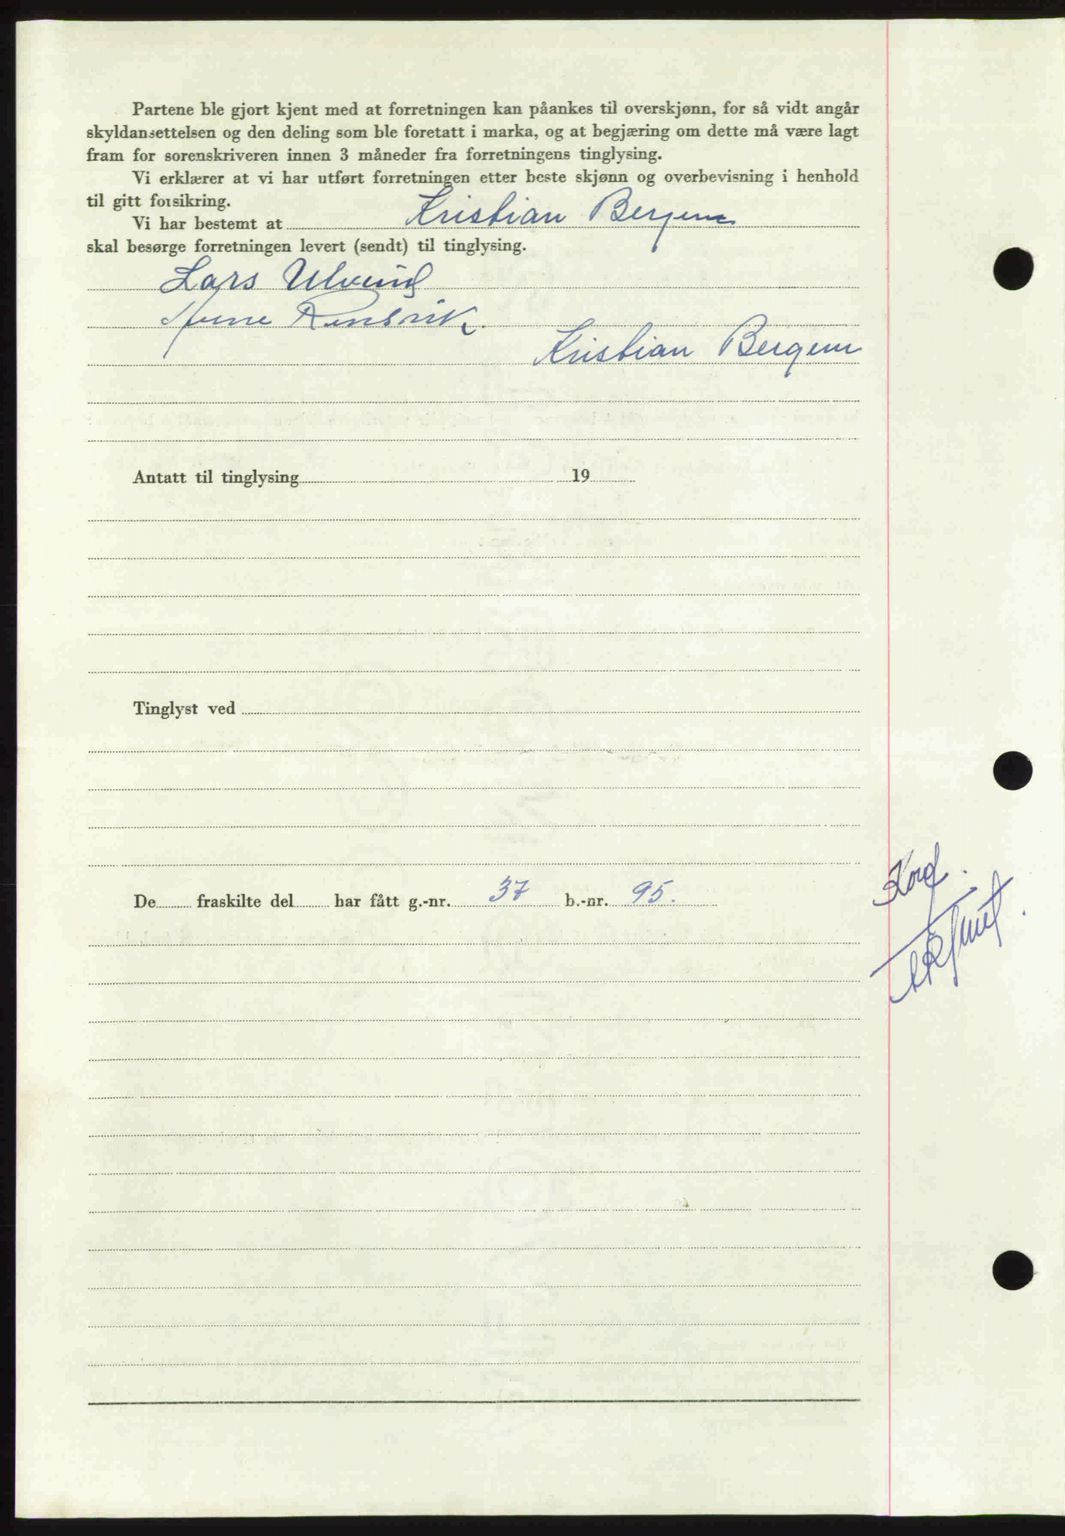 Partene ble gjort kjent med at forretningen kan påankes til overskjønn, for så vidt angår
skyldansettelsen og den deling som ble foretatt i marka, og at begjæring om dette må være lagt
fram for sorenskriveren innen 3 måneder fra forretningens tinglysing.
Vi erklærer at vi har utført forretningen etter beste skjønn og overbevisning i henhold
til gitt forsikring.
Vi har bestemt at Kristian Bergem
skal besørge forretningen levert (sendt) til tinglysing.
Lars Ulvund
Arne Rensvik.
Kristian Bergem
Antatt til tinglysing 19
Tinglyst ved
De fraskilte del har fått g.-nr. 37 b.-nr. 95.